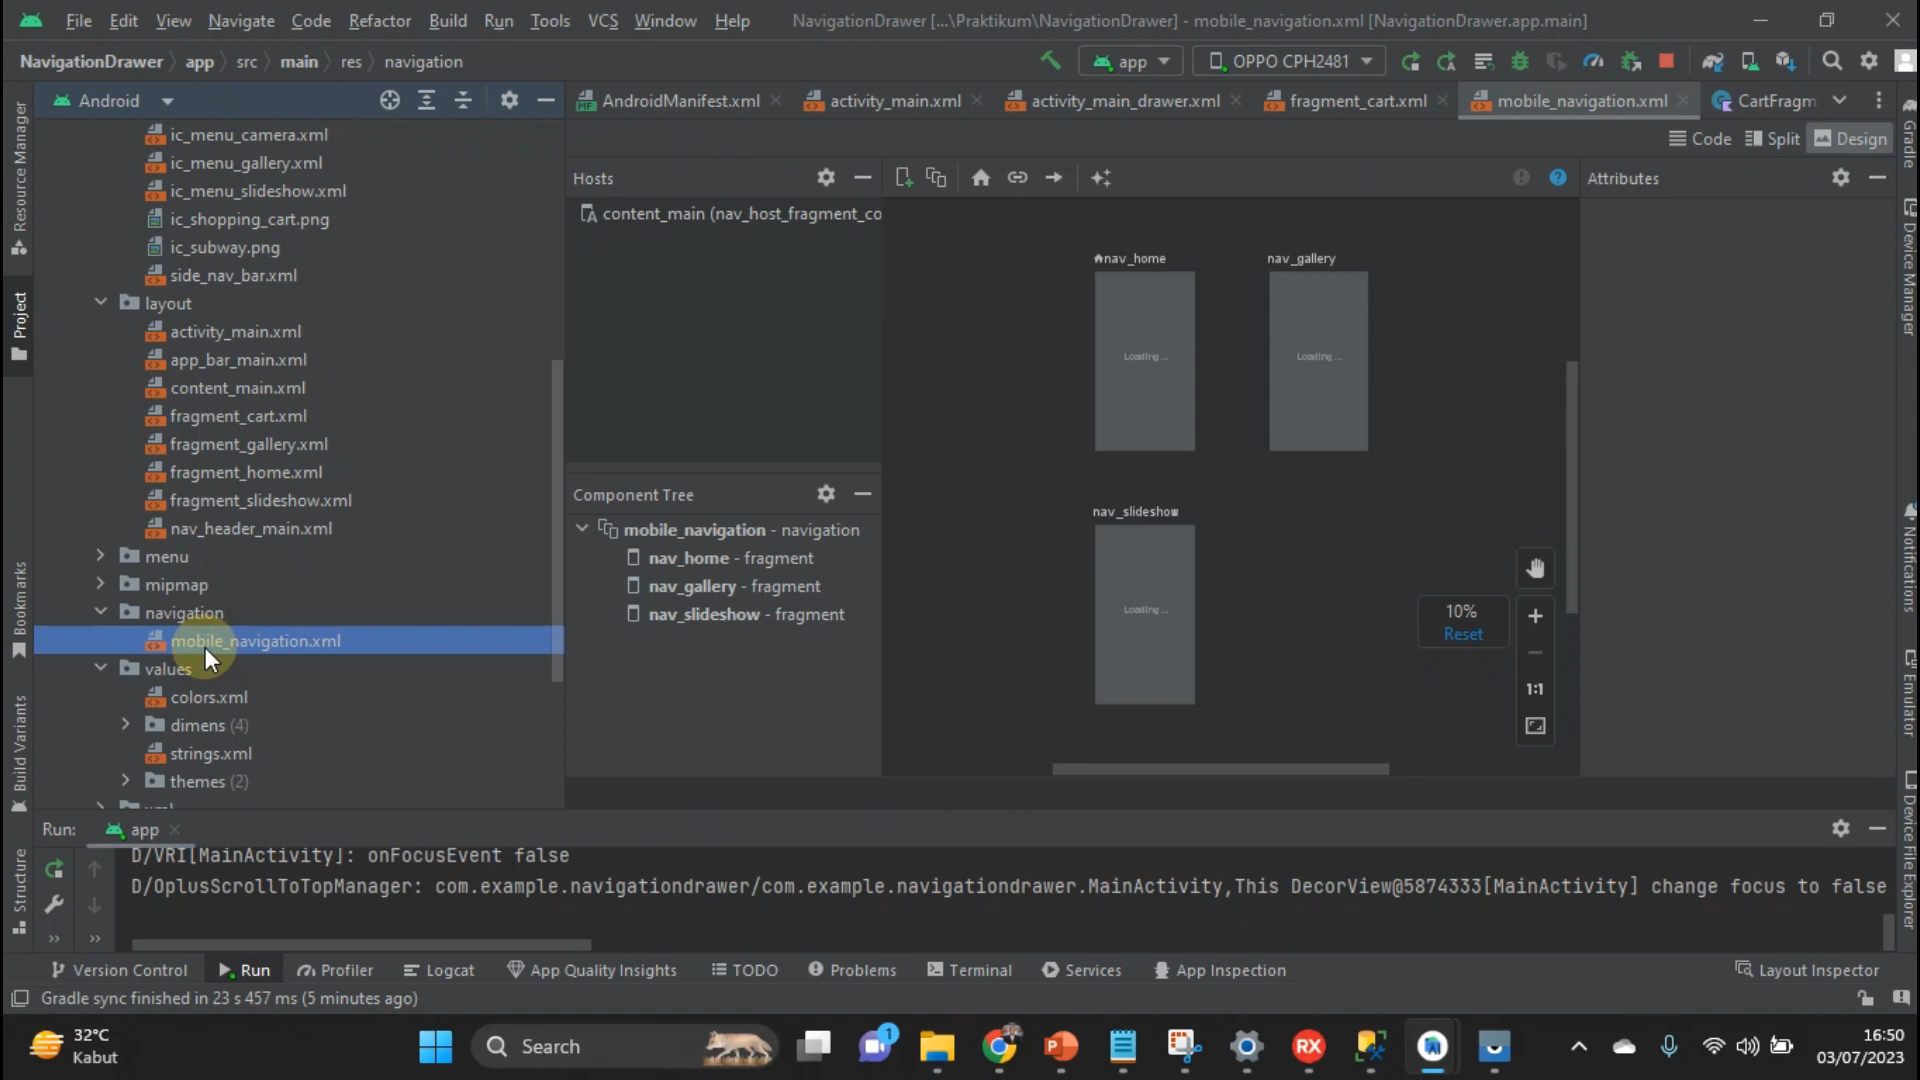 File Edit View Navigate Code Refactor Build Run Tools VCS Window Help NavigationDrawer [...\Praktikum\NavigationDrawer] - mobile_navigation.xml [NavigationDrawer.app.main]
NavigationDrawer app src main res navigation
app OPPO CPH2481
Android
AndroidManifest.xml activity_main.xml activity_main_drawer.xml fragment_cart.xml mobile_navigation.xml CartFragm
Code Split Design
Resource Manager
Project
Bookmarks
Build Variants
Structure
ic_menu_camera.xml
ic_menu_gallery.xml
ic_menu_slideshow.xml
ic_shopping_cart.png
ic_subway.png
side_nav_bar.xml
layout
activity_main.xml
app_bar_main.xml
content_main.xml
fragment_cart.xml
fragment_gallery.xml
fragment_home.xml
fragment_slideshow.xml
nav_header_main.xml
menu
mipmap
navigation
mobile_navigation.xml
values
colors.xml
dimens (4)
strings.xml
themes (2)
Hosts
content_main (nav_host_fragment_co
Component Tree
mobile_navigation - navigation
nav_home - fragment
nav_gallery - fragment
nav_slideshow - fragment
nav_home
Loading...
nav_gallery
Loading...
nav_slideshow
Loading...
10%
Reset
1:1
Attributes
Gradle
Device Manager
Notifications
Emulator
Device File Explorer
Run: app
D/VRI[MainActivity]: onFocusEvent false
D/OplusScrollToTopManager: com.example.navigationdrawer/com.example.navigationdrawer.MainActivity,This DecorView@5874333[MainActivity] change focus to false
Version Control Run Profiler Logcat App Quality Insights TODO Problems Terminal Services App Inspection Layout Inspector
Gradle sync finished in 23 s 457 ms (5 minutes ago)
32°C
Kabut
Search
1
RX
16:50
03/07/2023